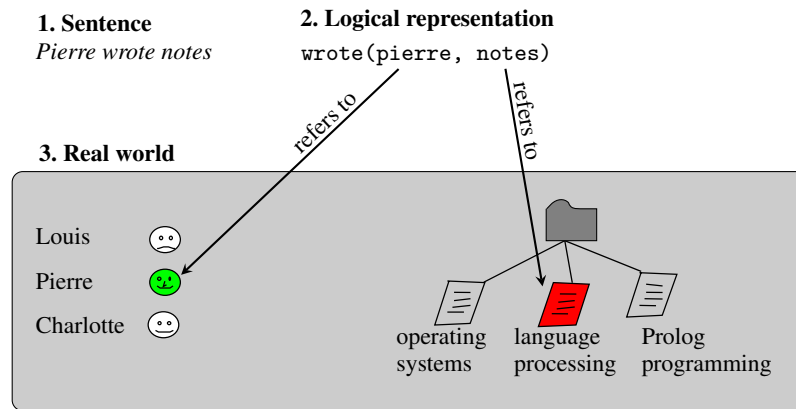 1. Sentence
Pierre wrote notes
2. Logical representation
wrote(pierre, notes)
refers to
refers to
3. Real world
Louis
Pierre
Charlotte
operating
systems
language
processing
Prolog
programming